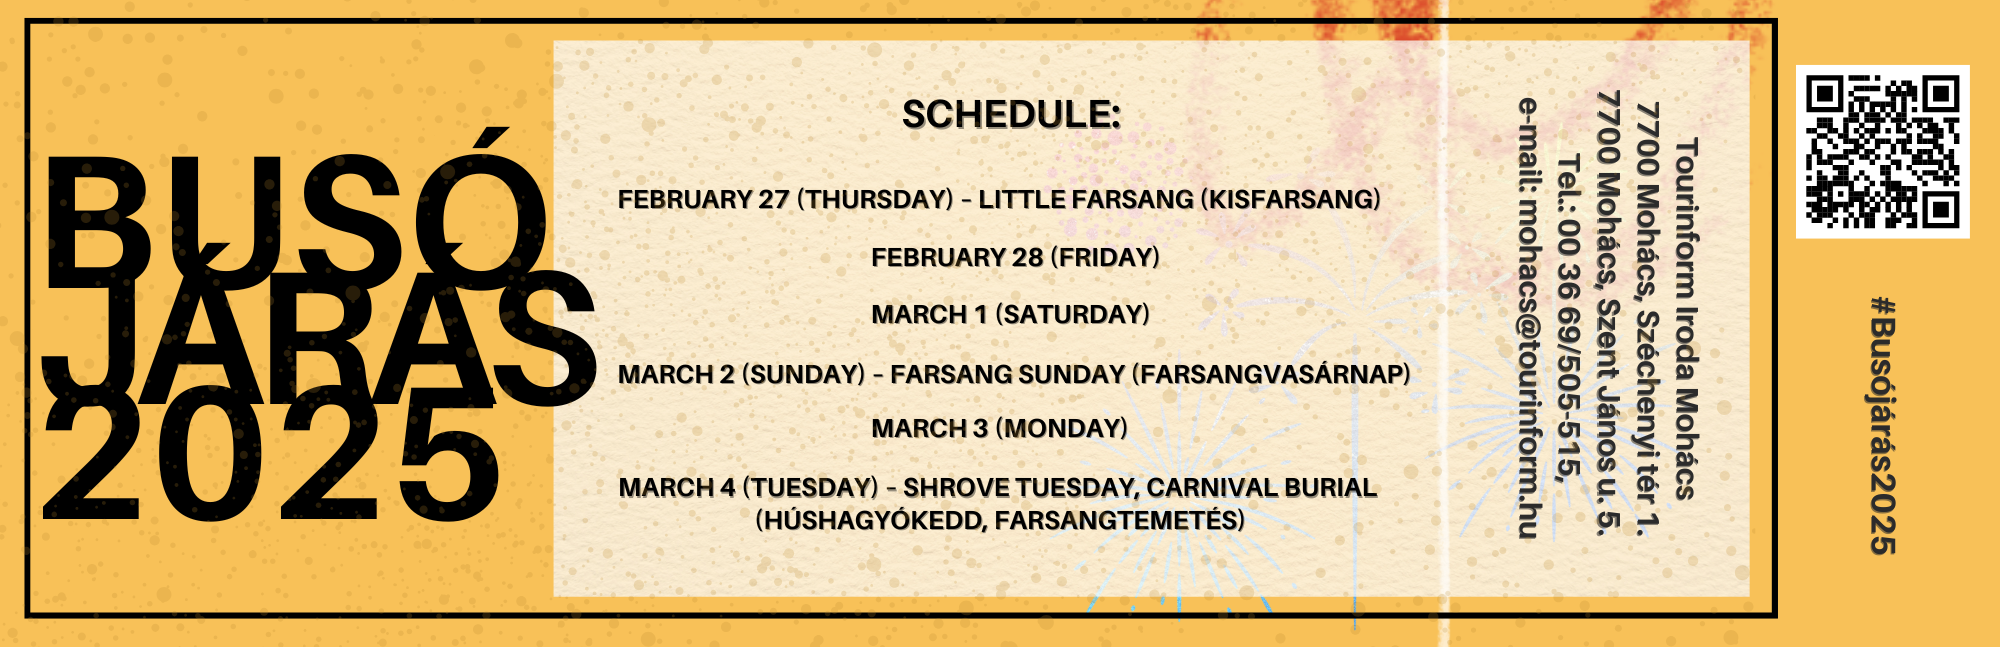 BUSÓ
JÁRÁS
2025
SCHEDULE:
FEBRUARY 27 (THURSDAY) - LITTLE FARSANG (KISFARSANG)
FEBRUARY 28 (FRIDAY)
MARCH 1 (SATURDAY)
MARCH 2 (SUNDAY) - FARSANG SUNDAY (FARSANGVASÁRNAP)
MARCH 3 (MONDAY)
MARCH 4 (TUESDAY) - SHROVE TUESDAY, CARNIVAL BURIAL
(HÚSHAGYÓKEDD, FARSANGTEMETÉS)
Tourinform Iroda Mohács
7700 Mohács, Széchenyi tér 1.
7700 Mohács, Szent János u. 5.
Tel.: 00 36 69/505-515,
e-mail: mohacs@tourinform.hu
#Busójárás2025